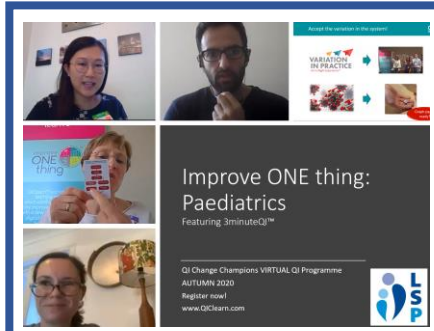 Accept the variation in the system!
VARIATION
IN PRACTICE
ONE
thing
Improve ONE thing:
Paediatrics
Featuring 3minuteQI™
QI Change Champions VIRTUAL QI Programme
AUTUMN 2020
Register now!
www.QIClearn.com
LSP